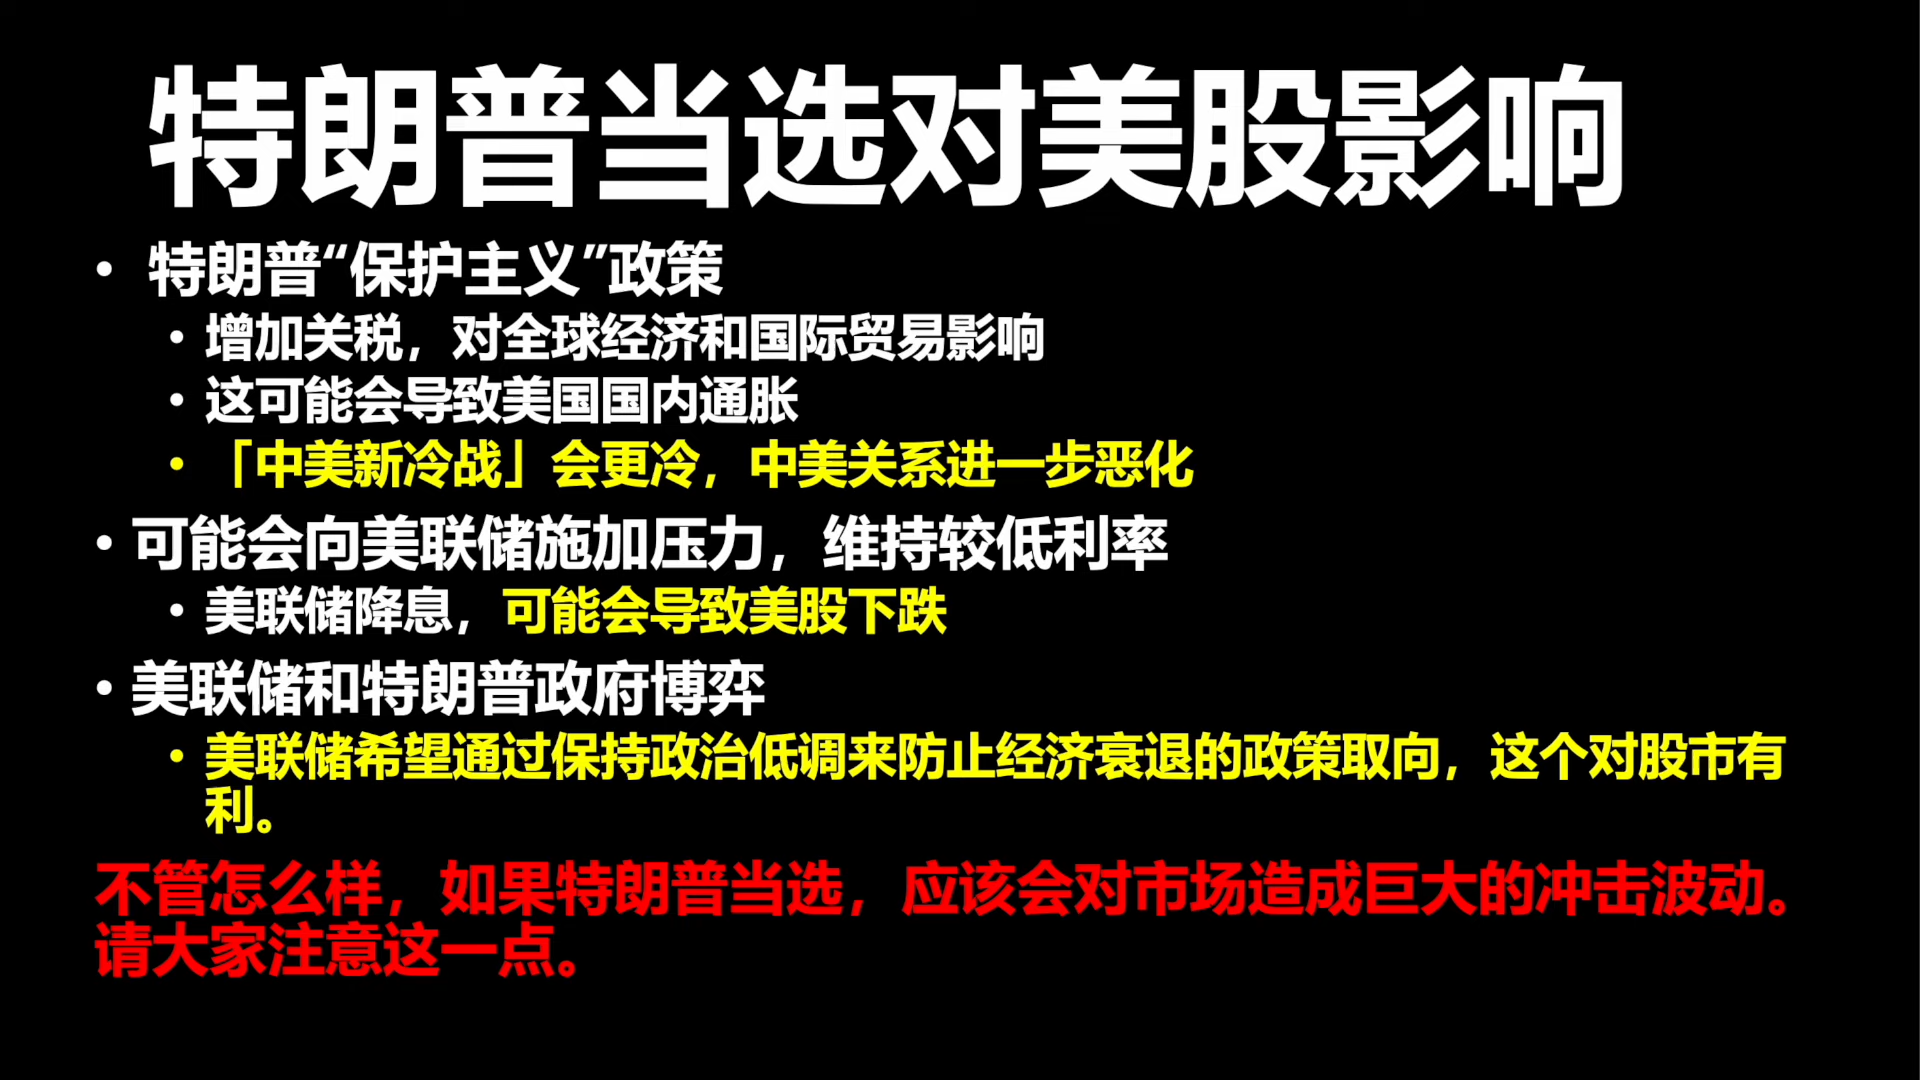 特朗普当选对美股影响
• 特朗普“保护主义”政策
• 增加关税，对全球经济和国际贸易影响
• 这可能会导致美国国内通胀
• 「中美新冷战」会更冷，中美关系进一步恶化
• 可能会向美联储施加压力，维持较低利率
• 美联储降息，可能会导致美股下跌
• 美联储和特朗普政府博弈
• 美联储希望通过保持政治低调来防止经济衰退的政策取向，这个对股市有
利。
不管怎么样，如果特朗普当选，应该会对市场造成巨大的冲击波动。
请大家注意这一点。